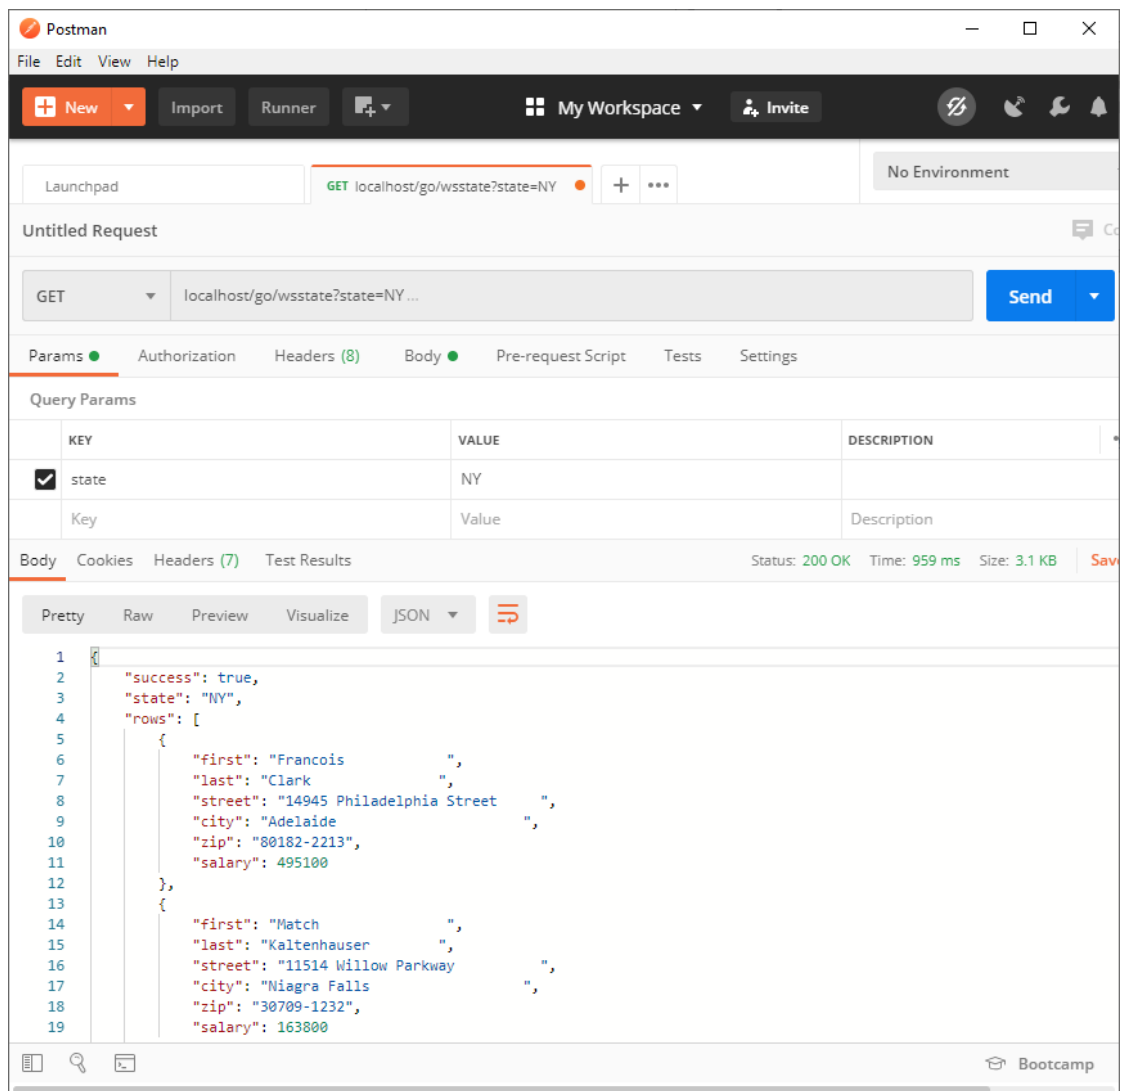 Postman
File Edit View Help
New Import Runner My Workspace Invite
Launchpad GET localhost/go/wsstate?state=NY No Environment
Untitled Request
GET localhost/go/wsstate?state=NY... Send
Params Authorization Headers (8) Body Pre-request Script Tests Settings
Query Params
KEY VALUE DESCRIPTION
state NY
Key Value Description
Body Cookies Headers (7) Test Results Status: 200 OK Time: 959 ms Size: 3.1 KB
Pretty Raw Preview Visualize JSON
1 {
2 "success": true,
3 "state": "NY",
4 "rows": [
5 {
6 "first": "Francois ",
7 "last": "Clark ",
8 "street": "14945 Philadelphia Street ",
9 "city": "Adelaide ",
10 "zip": "80182-2213",
11 "salary": 495100
12 },
13 {
14 "first": "Match ",
15 "last": "Kaltenhauser ",
16 "street": "11514 Willow Parkway ",
17 "city": "Niagra Falls ",
18 "zip": "30709-1232",
19 "salary": 163800
Bootcamp